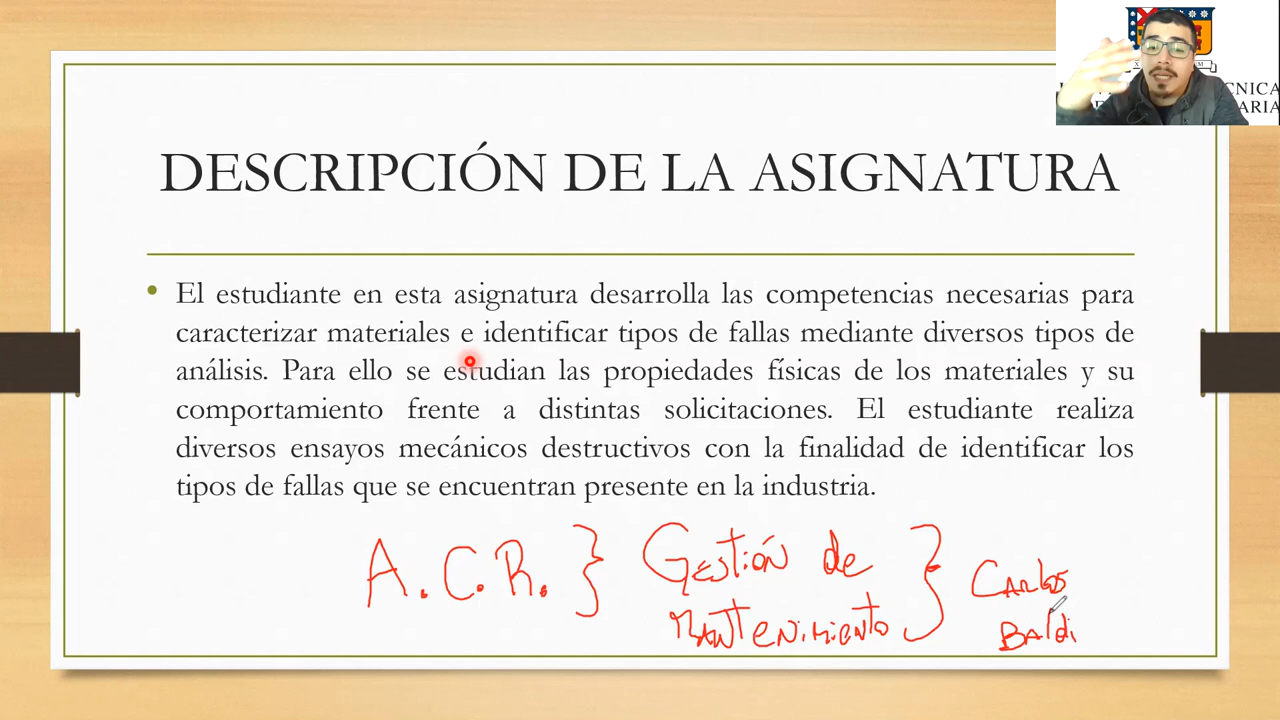 DESCRIPCIÓN DE LA ASIGNATURA
• El estudiante en esta asignatura desarrolla las competencias necesarias para
caracterizar materiales e identificar tipos de fallas mediante diversos tipos de
análisis. Para ello se estudian las propiedades físicas de los materiales y su
comportamiento frente a distintas solicitaciones. El estudiante realiza
diversos ensayos mecánicos destructivos con la finalidad de identificar los
tipos de fallas que se encuentran presente en la industria.
A.C.R. } Gestión de
Mantenimiento } Carlos
Baldi